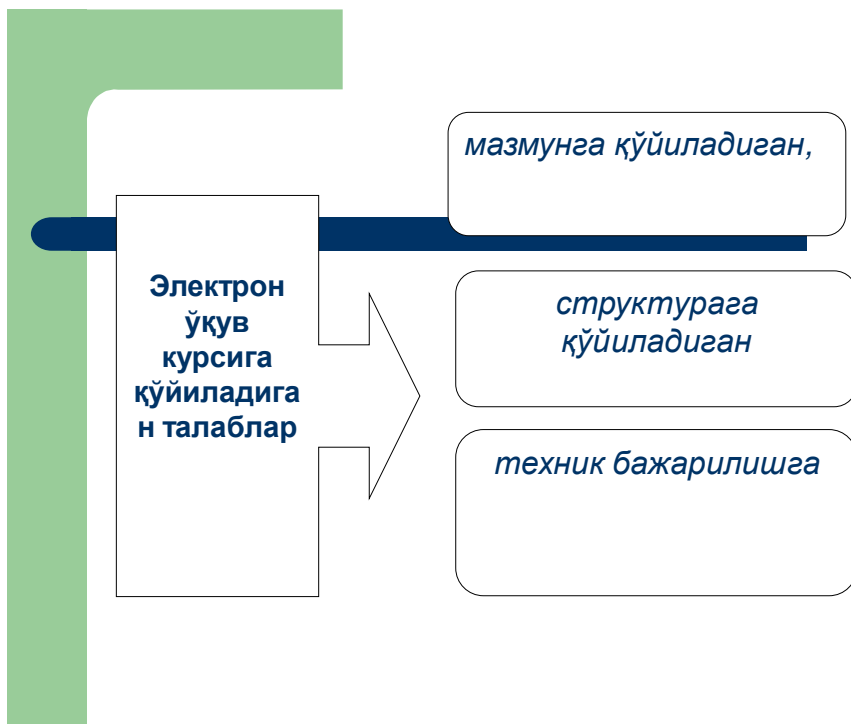 мазмунга қўйиладиган,
Электрон
ўқув
курсига
қўйиладига
н талаблар
структурага
қўйиладиган
техник бажарилишга